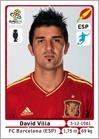 ESP
David Villa 3-12-1981
FC Barcelona (ESP) 1,75 m 69 kg